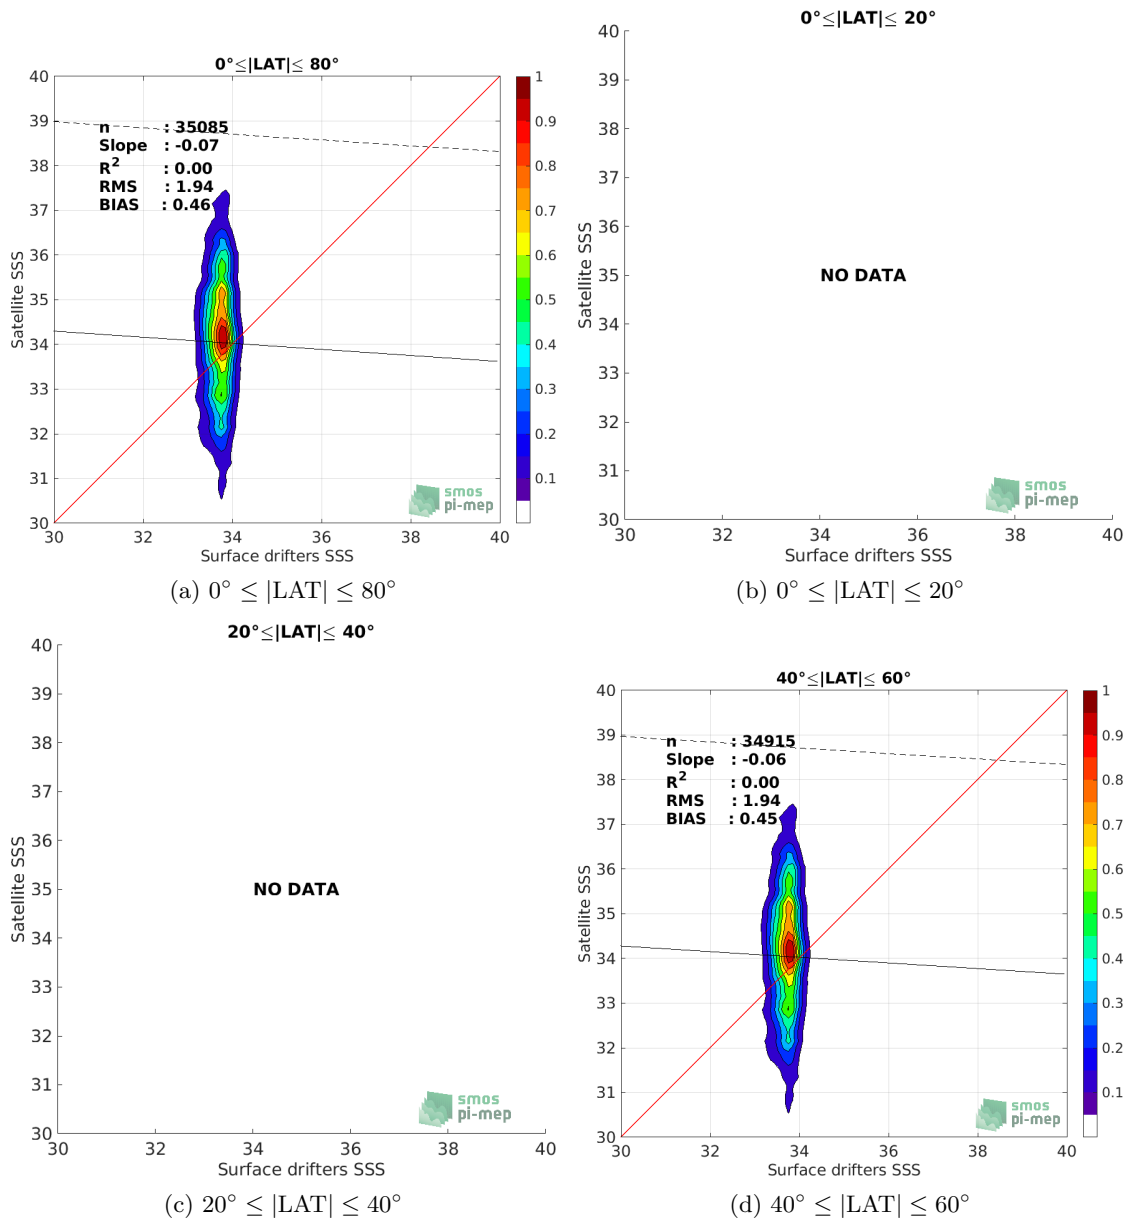 0°≤|LAT|≤ 80°
40
39
38
37
36
35
34
33
32
31
30
Satellite SSS
n : 35085
Slope : -0.07
R2 : 0.00
RMS : 1.94
BIAS : 0.46
1
0.9
0.8
0.7
0.6
0.5
0.4
0.3
0.2
0.1
smos
pi-mep
30 32 34 36 38 40
Surface drifters SSS
(a) 0° ≤ |LAT| ≤ 80°
0°≤|LAT|≤ 20°
40
39
38
37
36
35
34
33
32
31
30
Satellite SSS
NO DATA
smos
pi-mep
30 32 34 36 38 40
Surface drifters SSS
(b) 0° ≤ |LAT| ≤ 20°
20°≤|LAT|≤ 40°
40
39
38
37
36
35
34
33
32
31
30
Satellite SSS
NO DATA
smos
pi-mep
30 32 34 36 38 40
Surface drifters SSS
(c) 20° ≤ |LAT| ≤ 40°
40°≤|LAT|≤ 60°
40
39
38
37
36
35
34
33
32
31
30
Satellite SSS
n : 34915
Slope : -0.06
R2 : 0.00
RMS : 1.94
BIAS : 0.45
1
0.9
0.8
0.7
0.6
0.5
0.4
0.3
0.2
0.1
smos
pi-mep
30 32 34 36 38 40
Surface drifters SSS
(d) 40° ≤ |LAT| ≤ 60°